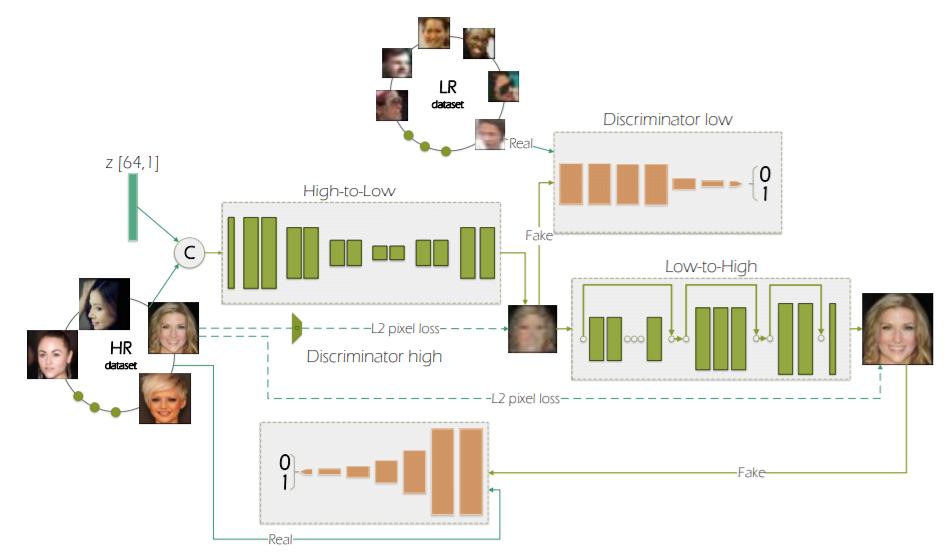 LR
dataset
Discriminator low
Real
0
1
z [64,1]
High-to-Low
C
Fake
Low-to-High
HR
dataset
L2 pixel loss
Discriminator high
L2 pixel loss
0
1
Fake
Real